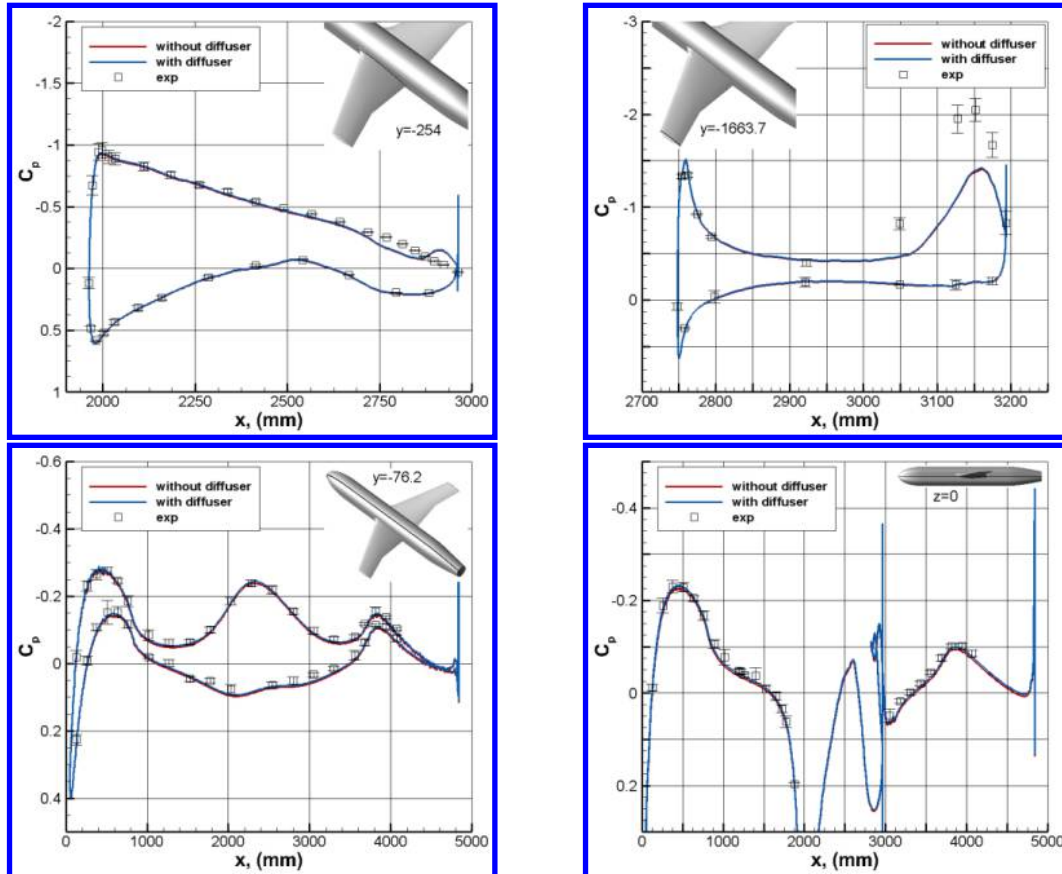 -2
without diffuser
with diffuser
exp
y=-254
-1.5
-1
Cp
-0.5
0
0.5
1
2000
2250
2500
2750
3000
x, (mm)
-3
without diffuser
with diffuser
exp
y=-1663.7
-2
Cp
-1
0
2700
2800
2900
3000
3100
3200
x, (mm)
-0.6
without diffuser
with diffuser
exp
y=-76.2
-0.4
-0.2
Cp
0
0.2
0.4
0
1000
2000
3000
4000
5000
x, (mm)
without diffuser
with diffuser
exp
z=0
-0.4
-0.2
Cp
0
0.2
0
1000
2000
3000
4000
5000
x, (mm)